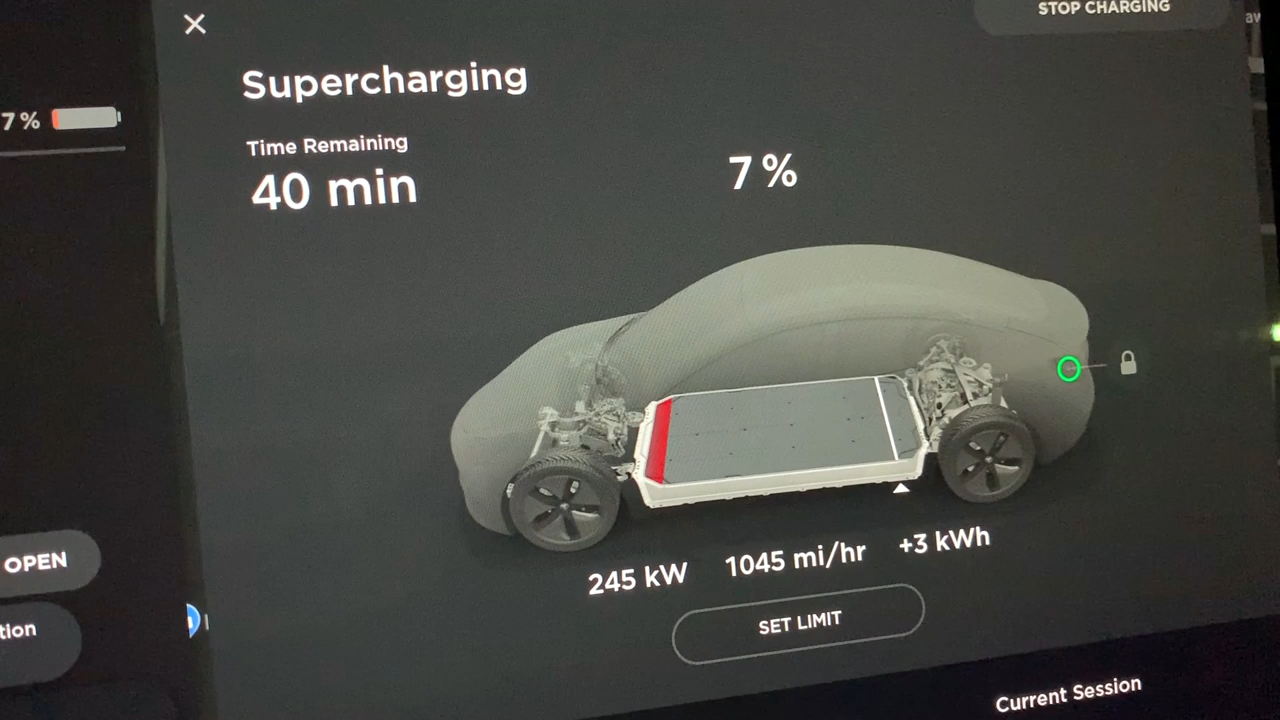 STOP CHARGING
Supercharging
7 %
Time Remaining
40 min
7 %
245 kW 1045 mi/hr +3 kWh
OPEN
SET LIMIT
tion
Current Session